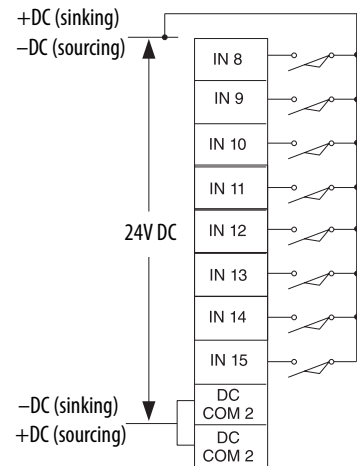 +DC (sinking)
–DC (sourcing)
IN 8
IN 9
IN 10
IN 11
24V DC
IN 12
IN 13
IN 14
IN 15
–DC (sinking)
+DC (sourcing)
DC
COM 2
DC
COM 2